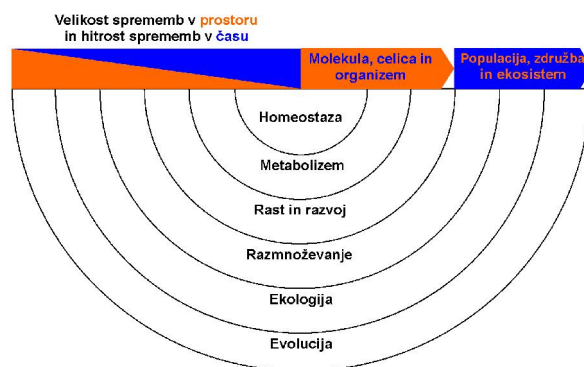 Velikost sprememb v prostoru
in hitrost sprememb v času
Molekula, celica in
organizem
Populacija, združba
in ekosistem
Homeostaza
Metabolizem
Rast in razvoj
Razmnoževanje
Ekologija
Evolucija